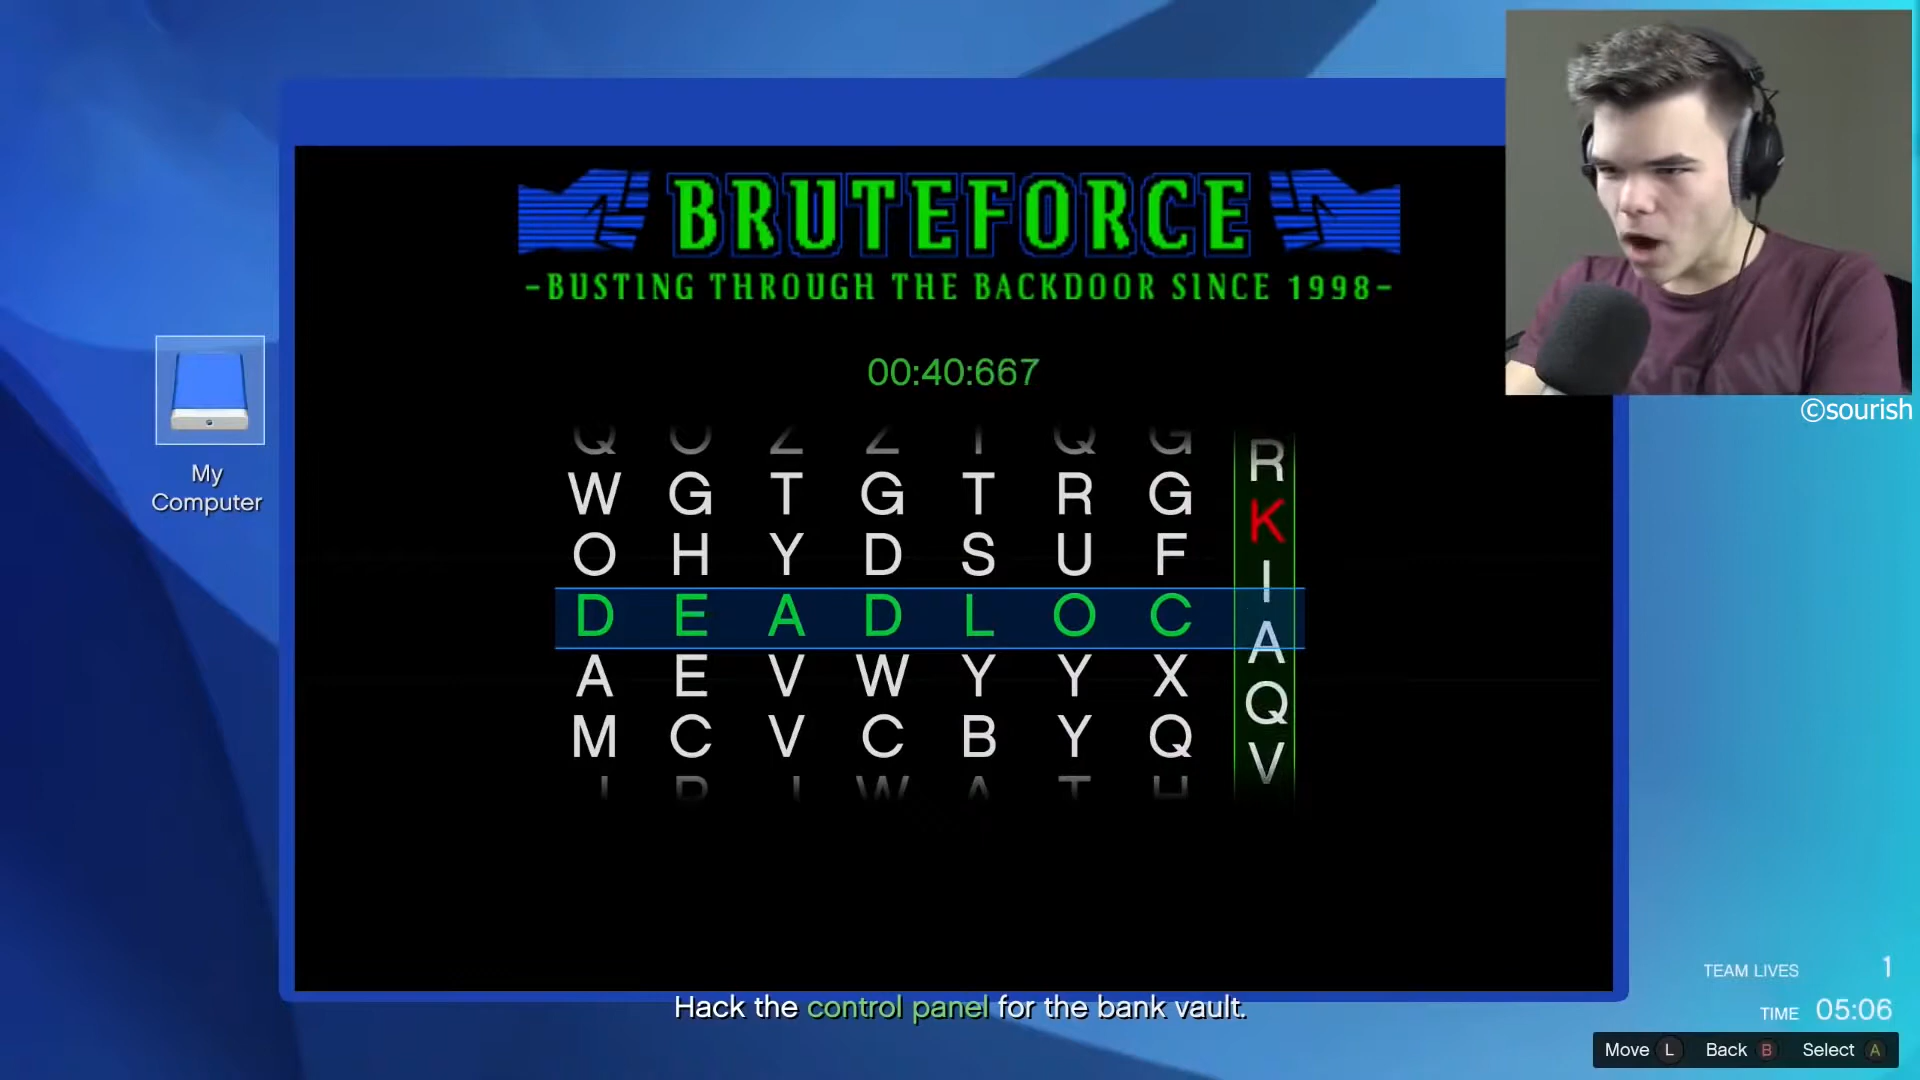 BRUTEFORCE
-BUSTING THROUGH THE BACKDOOR SINCE 1998-
00:40:667
©sourish
My
Computer
R
W G T G T R G K
O H Y D S U F I
D E A D L O C A
A E V W Y Y X Q
M C V C B Y Q V
Hack the control panel for the bank vault.
TEAM LIVES 1
TIME 05:06
Move L Back B Select A